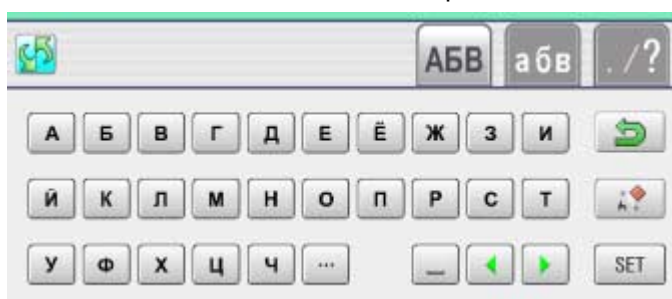 АБВ абв ./?
А Б В Г Д Е Ё Ж З И
Й К Л М Н О П Р С Т
У Ф Х Ц Ч ... _ SET